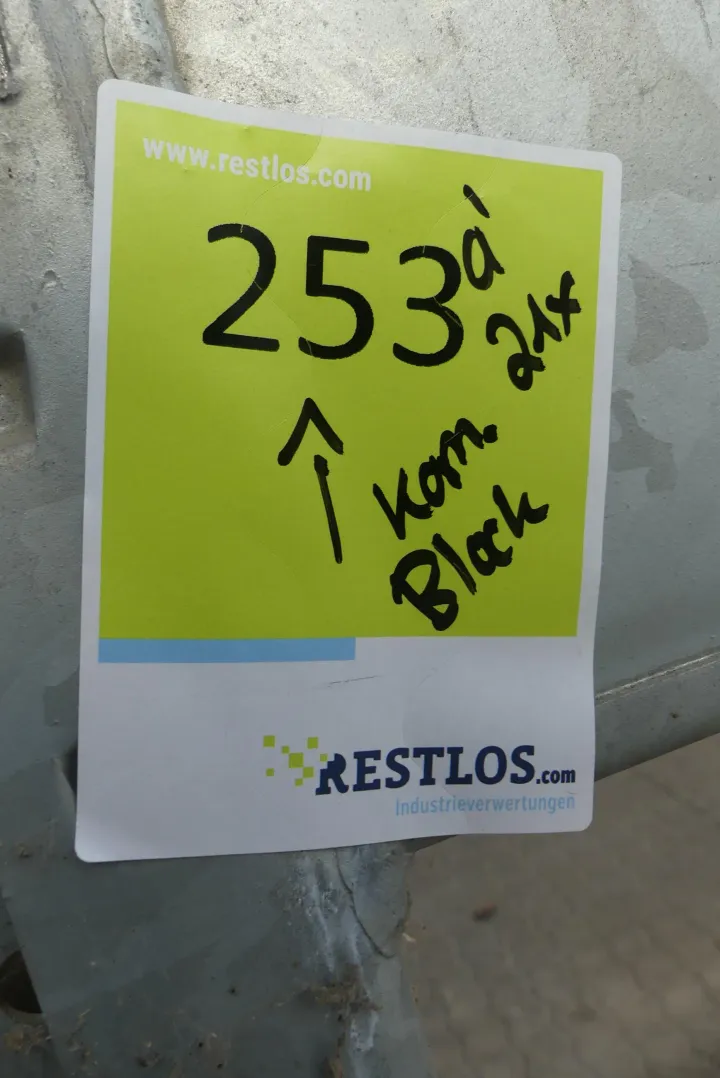 www.restlos.com
253 á
21x
Kom.
Block
RESTLOS.com
Industrieverwertungen